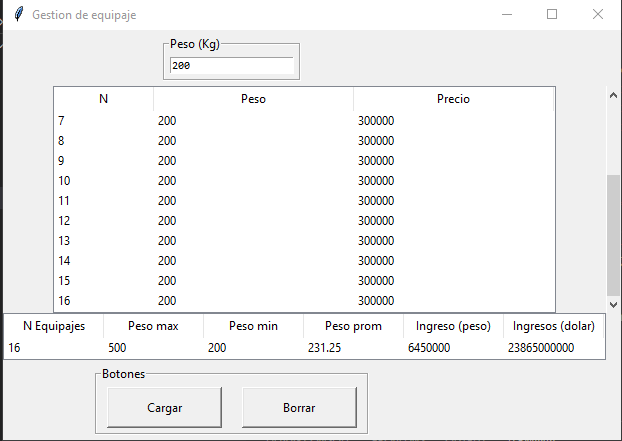 Gestion de equipaje
Peso (Kg)
200
N Peso Precio
7 200 300000
8 200 300000
9 200 300000
10 200 300000
11 200 300000
12 200 300000
13 200 300000
14 200 300000
15 200 300000
16 200 300000
N Equipajes Peso max Peso min Peso prom Ingreso (peso) Ingresos (dolar)
16 500 200 231.25 6450000 23865000000
Botones
Cargar Borrar